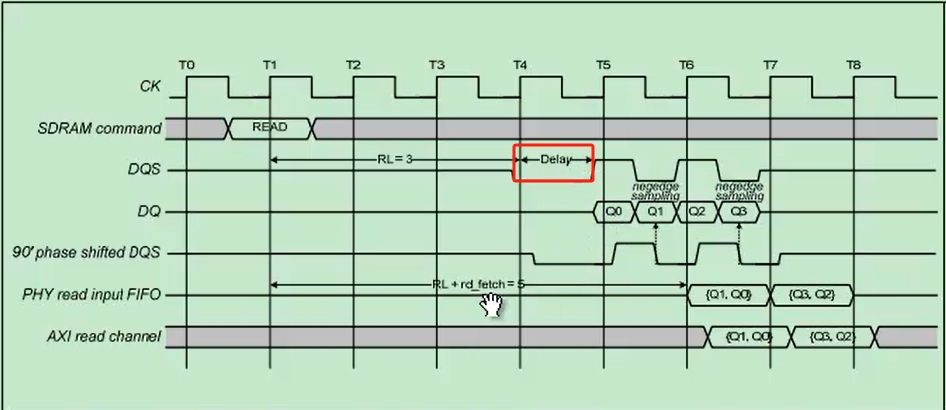 T0 T1 T2 T3 T4 T5 T6 T7 T8
CK
SDRAM command READ
RL = 3 Delay
DQS
negedge sampling negedge sampling
DQ Q0 Q1 Q2 Q3
90° phase shifted DQS
RL + rd_fetch = 5
PHY read input FIFO {Q1, Q0} {Q3, Q2}
AXI read channel {Q1, Q0} {Q3, Q2}